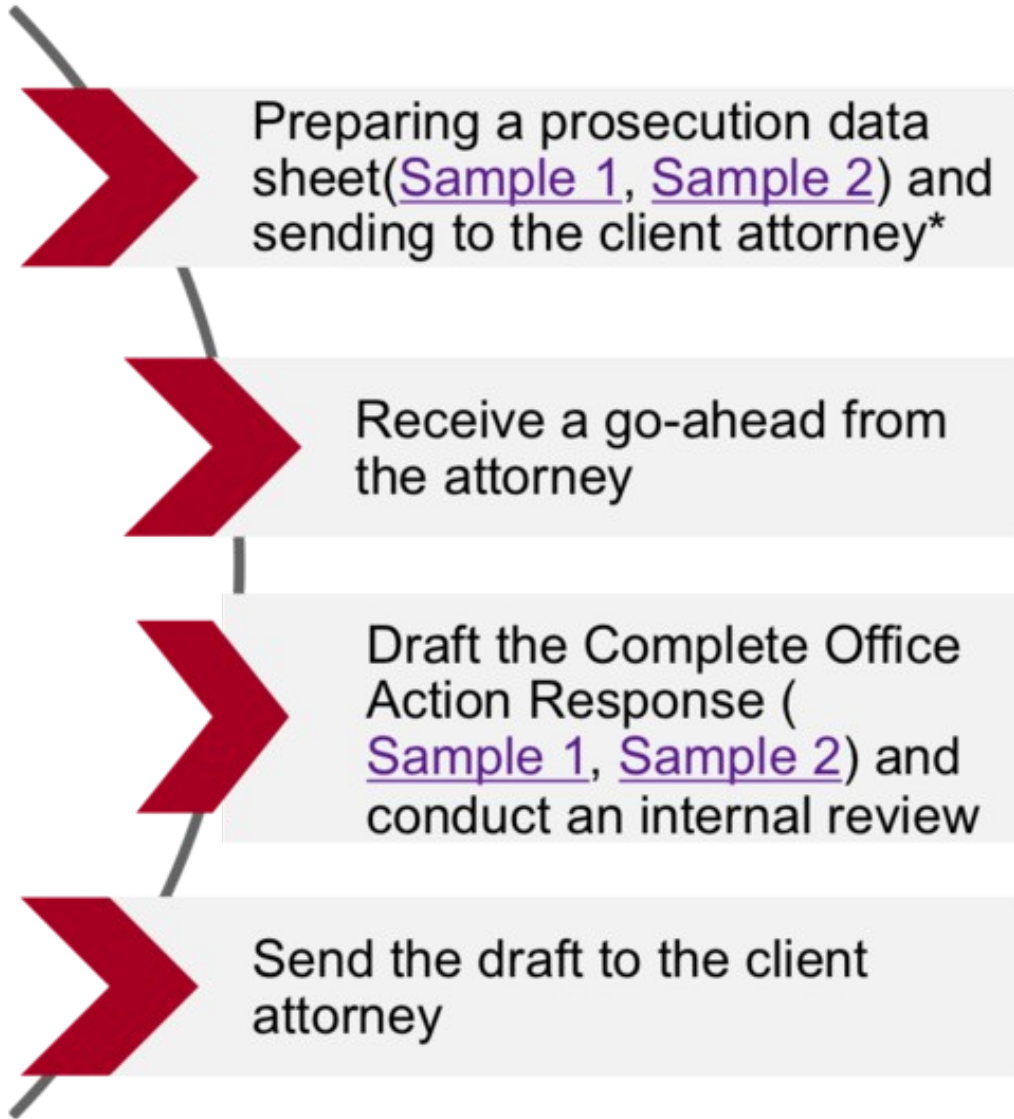 Preparing a prosecution data
sheet(Sample 1, Sample 2) and
sending to the client attorney*
Receive a go-ahead from
the attorney
Draft the Complete Office
Action Response (
Sample 1, Sample 2) and
conduct an internal review
Send the draft to the client
attorney